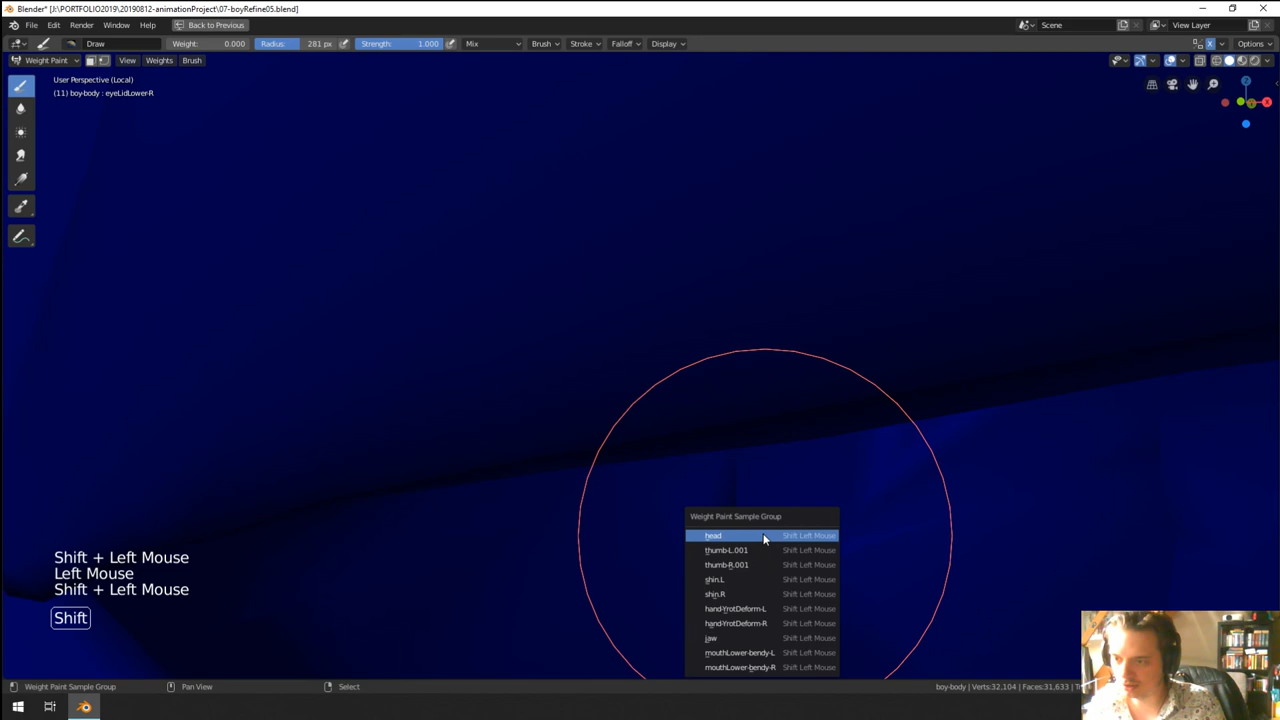 Blender* [J:\PORTFOLIO2019\20190812-animationProject\07-boyRefine05.blend]
File Edit Render Window Help Back to Previous Scene View Layer
Draw Weight: 0.000 Radius: 281 px Strength: 1.000 Mix Brush Stroke Falloff Display X Options
Weight Paint View Weights Brush
User Perspective (Local)
(11) boy-body : eyeLidLower-R
Z
X
Weight Paint Sample Group
head Shift Left Mouse
thumb-L.001 Shift Left Mouse
thumb-R.001 Shift Left Mouse
shin.L Shift Left Mouse
shin.R Shift Left Mouse
hand-YrotDeform-L Shift Left Mouse
hand-YrotDeform-R Shift Left Mouse
jaw Shift Left Mouse
mouthLower-bendy-L Shift Left Mouse
mouthLower-bendy-R Shift Left Mouse
Shift + Left Mouse
Left Mouse
Shift + Left Mouse
Shift
Weight Paint Sample Group Pan View Select boy-body | Verts:32,104 | Faces:31,633 |